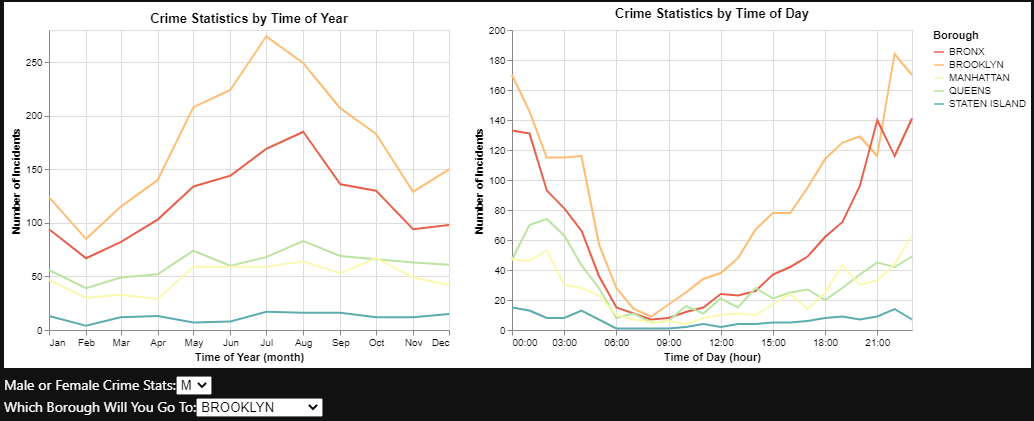 Crime Statistics by Time of Year
Number of Incidents
250
200
150
100
50
0
Jan Feb Mar Apr May Jun Jul Aug Sep Oct Nov Dec
Time of Year (month)
Crime Statistics by Time of Day
Number of Incidents
200
180
160
140
120
100
80
60
40
20
0
00:00 03:00 06:00 09:00 12:00 15:00 18:00 21:00
Time of Day (hour)
Borough
BRONX
BROOKLYN
MANHATTAN
QUEENS
STATEN ISLAND
Male or Female Crime Stats: M
Which Borough Will You Go To: BROOKLYN